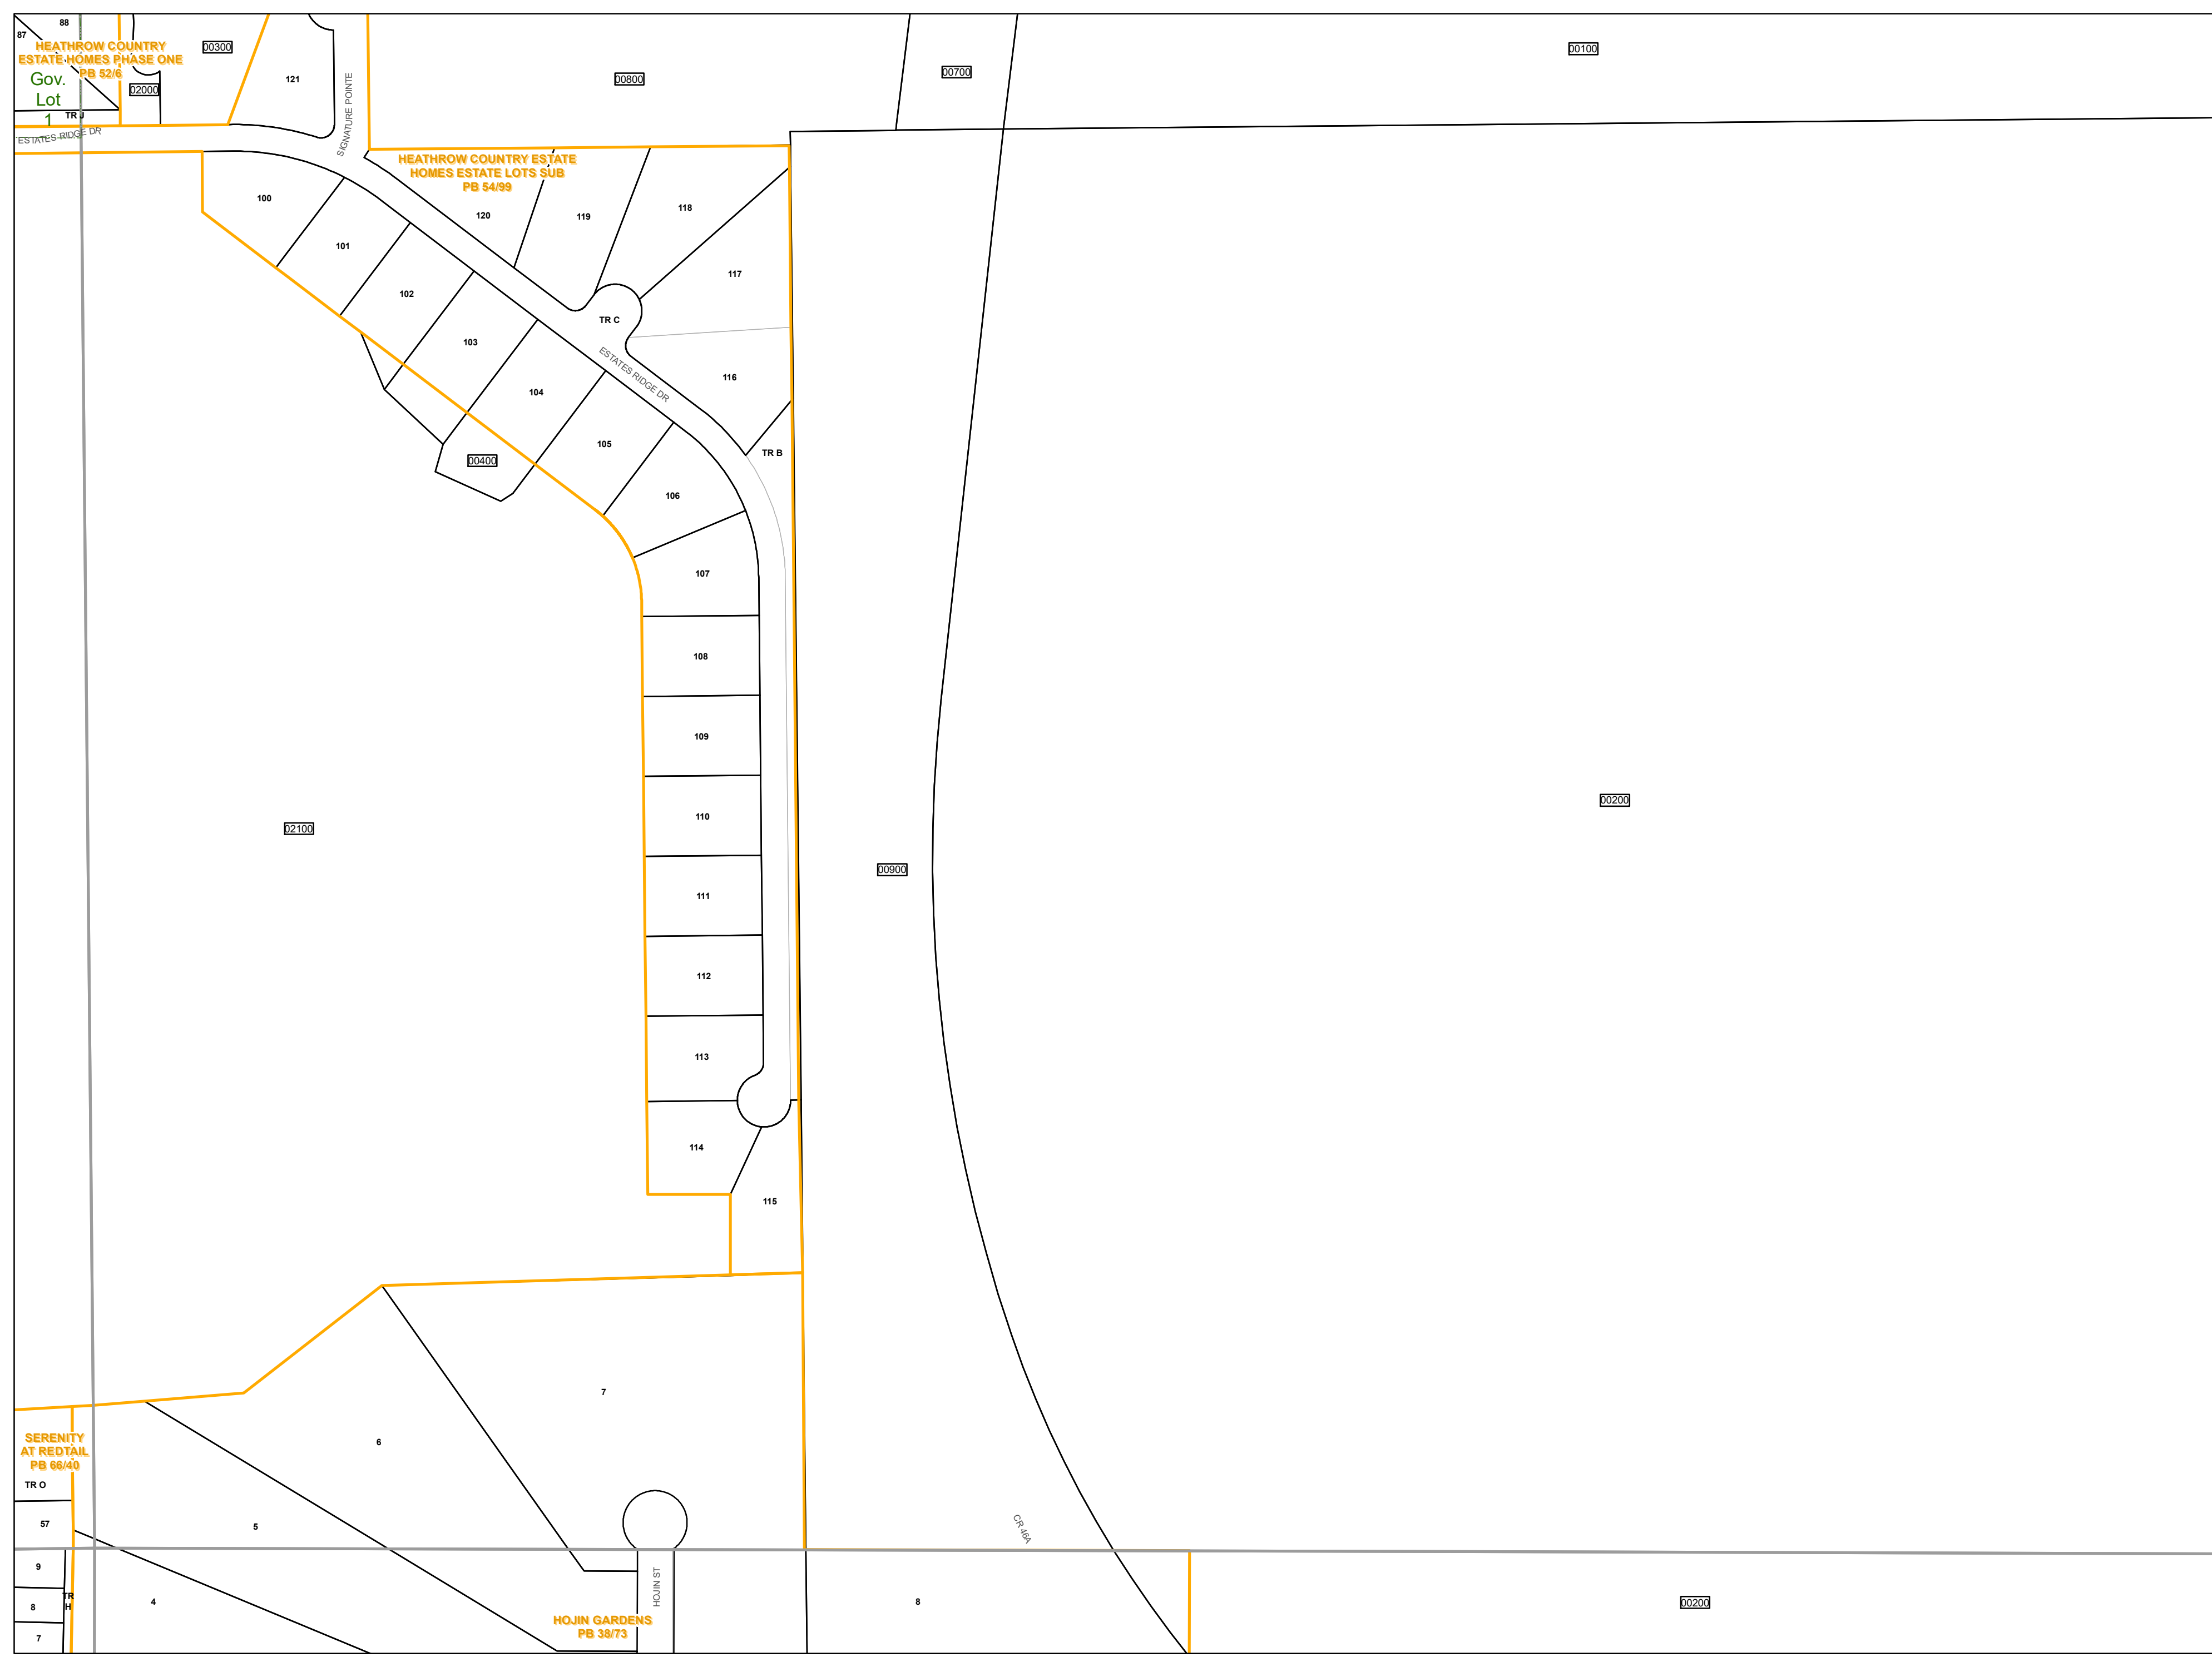 88
87
HEATHROW COUNTRY
ESTATE HOMES PHASE ONE
PB 52/6
Gov.
Lot
1
TR J
ESTATES RIDGE DR
02000
00300
121
SIGNATURE POINTE
00800
00700
00100
HEATHROW COUNTRY ESTATE
HOMES ESTATE LOTS SUB
PB 54/99
100
101
102
103
104
105
106
107
108
109
110
111
112
113
114
115
116
117
118
119
120
TR C
ESTATES RIDGE DR
TR B
00400
02100
00900
00200
7
6
5
4
SERENITY
AT REDTAIL
PB 66/40
TR O
57
9
8
7
TR
H
HOJIN ST
HOJIN GARDENS
PB 38/73
8
CR 46A
00200